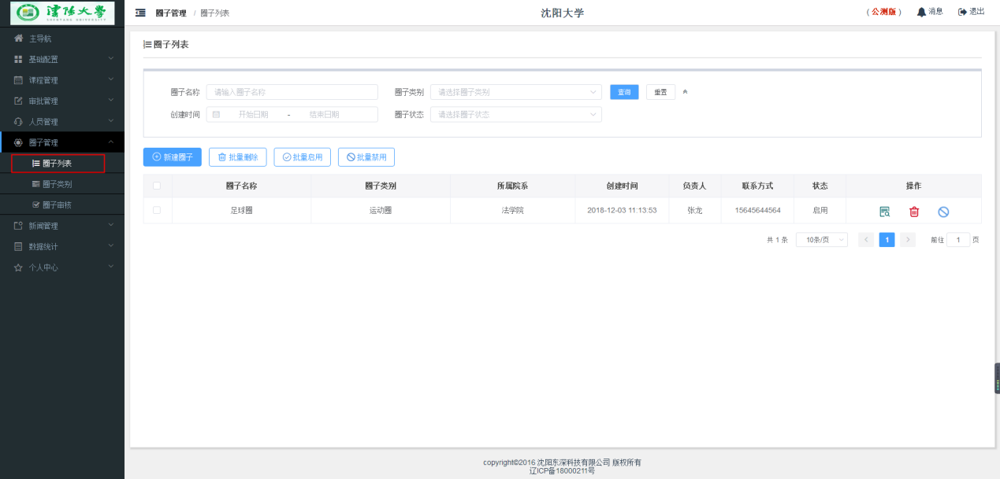 瀋陽大學
SHENYANG UNIVERSITY
圈子管理 / 圈子列表
沈阳大学
(公测版)
消息
退出
主导航
基础配置
课程管理
审批管理
人员管理
圈子管理
圈子列表
圈子类别
圈子审核
新闻管理
数据统计
个人中心
圈子列表
圈子名称 请输入圈子名称 圈子类别 请选择圈子类别 查询 重置
创建时间 开始日期 - 结束日期 圈子状态 请选择圈子状态
新建圈子 批量删除 批量启用 批量禁用
圈子名称 圈子类别 所属院系 创建时间 负责人 联系方式 状态 操作
足球圈 运动圈 法学院 2018-12-03 11:13:53 张龙 15645644564 启用
共 1 条 10条/页 < 1 > 前往 1 页
copyright©2016 沈阳东深科技有限公司 版权所有
辽ICP备18000211号